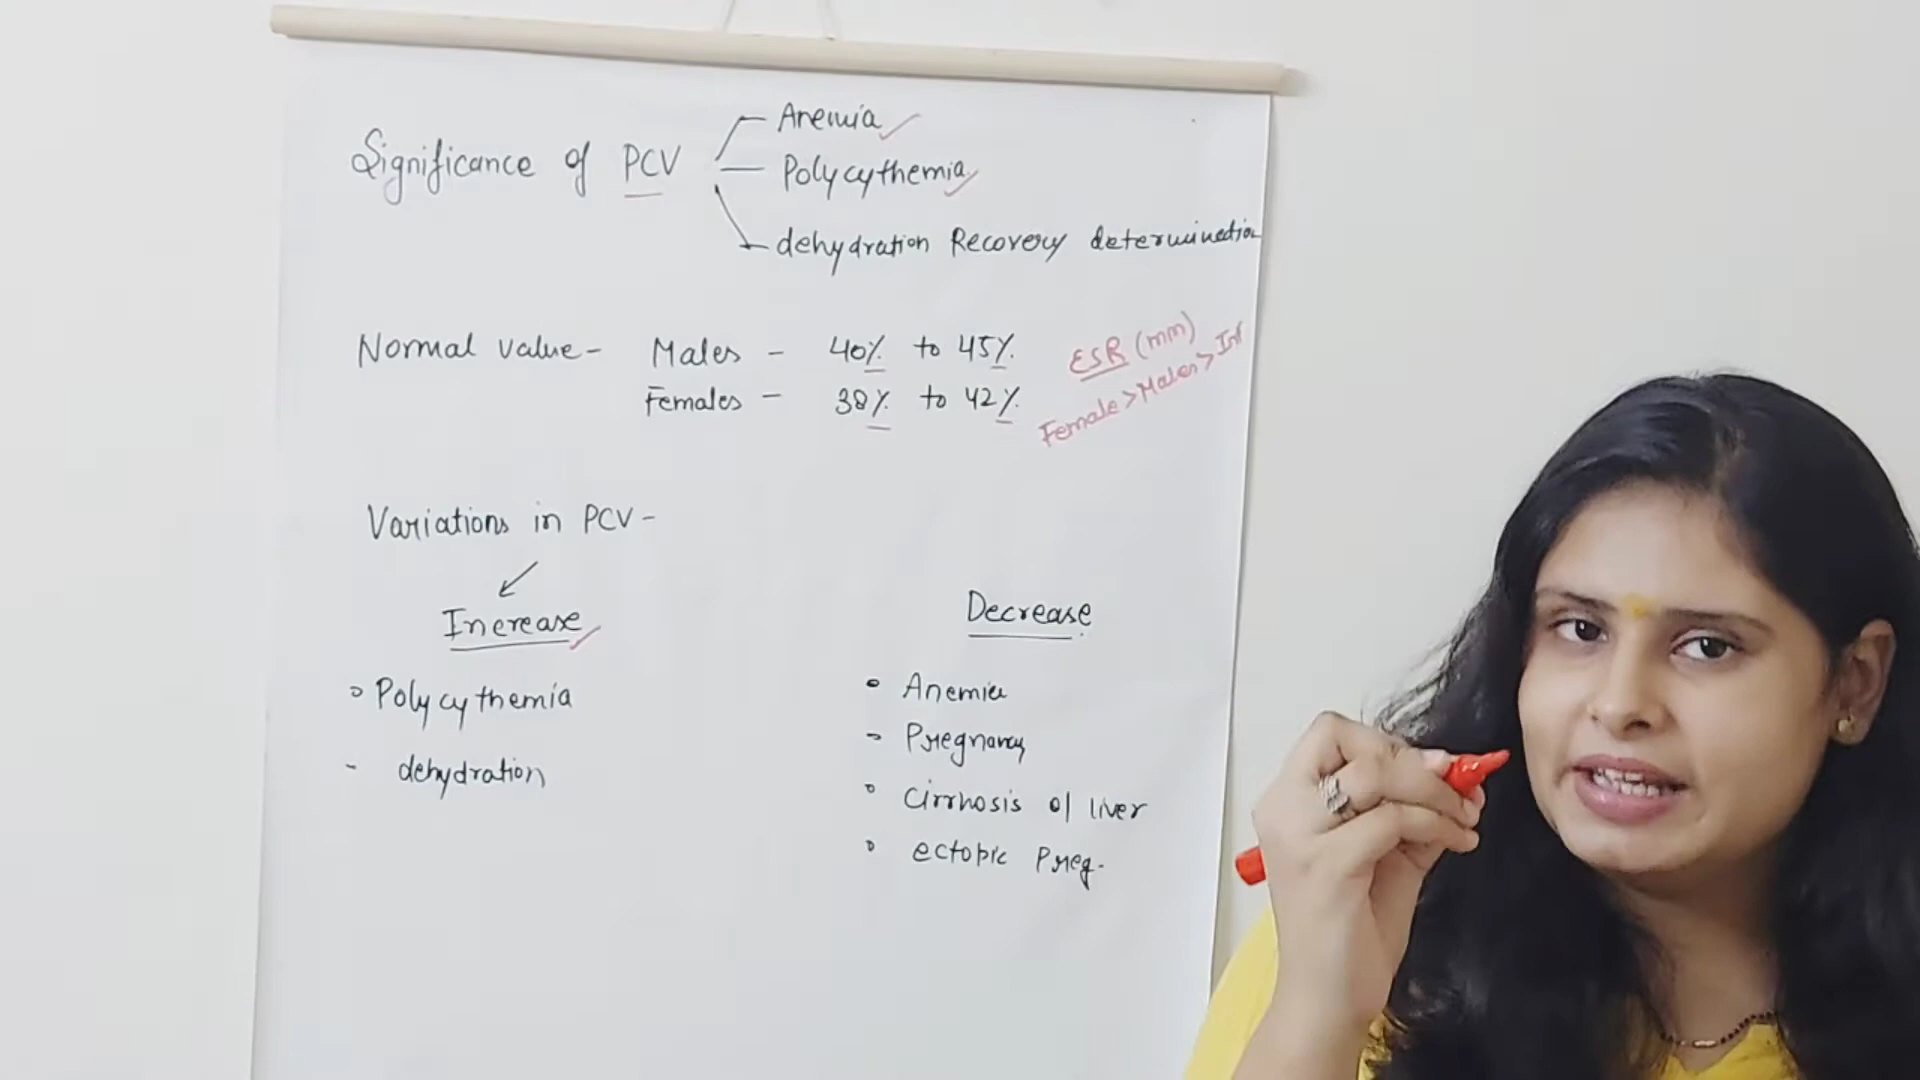 Significance of PCV
Anemia
Polycythemia
dehydration Recovery determination
Normal value - Males - 40% to 45%.
Females - 38% to 42%.
ESR (mm)
Female > Males > Inf
Variations in PCV -
Increase
Polycythemia
- dehydration
Decrease
Anemia
- Pregnancy
Cirrhosis of liver
ectopic Preg.